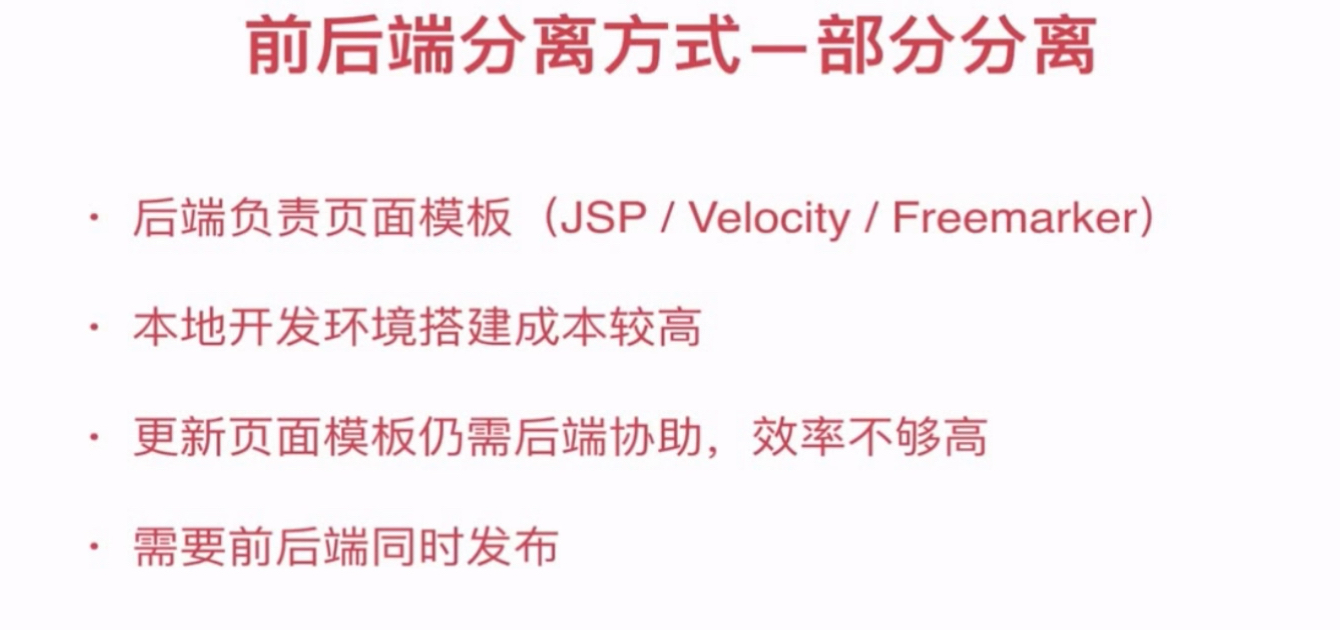 前后端分离方式—部分分离
· 后端负责页面模板（JSP / Velocity / Freemarker）
· 本地开发环境搭建成本较高
· 更新页面模板仍需后端协助，效率不够高
· 需要前后端同时发布